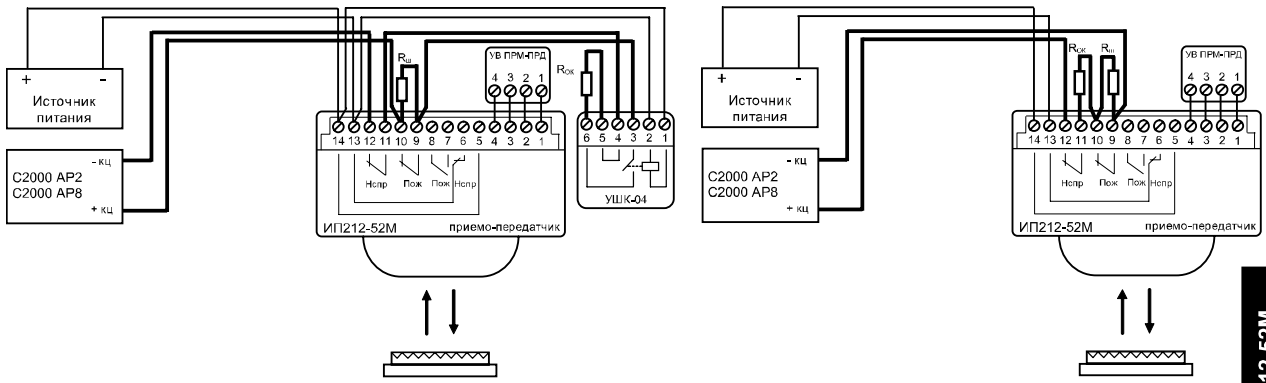 + -
Источник
питания
- кц
С2000 АР2
С2000 АР8
+ кц
Rш
УВ ПРМ-ПРД
4 3 2 1
Rок
14 13 12 11 10 9 8 7 6 5 4 3 2 1
Нспр Пож Пож Нспр
ИП212-52М приемо-передатчик
6 5 4 3 2 1
УШК-04
+ -
Источник
питания
- кц
С2000 АР2
С2000 АР8
+ кц
Rок Rш
УВ ПРМ-ПРД
4 3 2 1
14 13 12 11 10 9 8 7 6 5 4 3 2 1
Нспр Пож Пож Нспр
ИП212-52М приемо-передатчик
12 52М